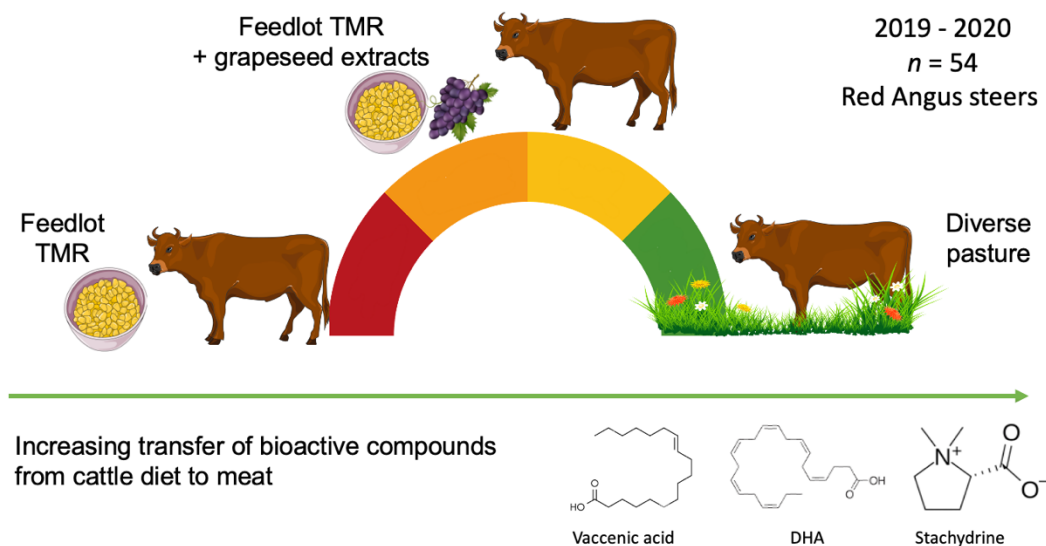 Feedlot TMR
+ grapeseed extracts
2019 - 2020
n = 54
Red Angus steers
Feedlot
TMR
Diverse
pasture
Increasing transfer of bioactive compounds
from cattle diet to meat
HO
O
O
OH
N+
O
O−
Vaccenic acid
DHA
Stachydrine